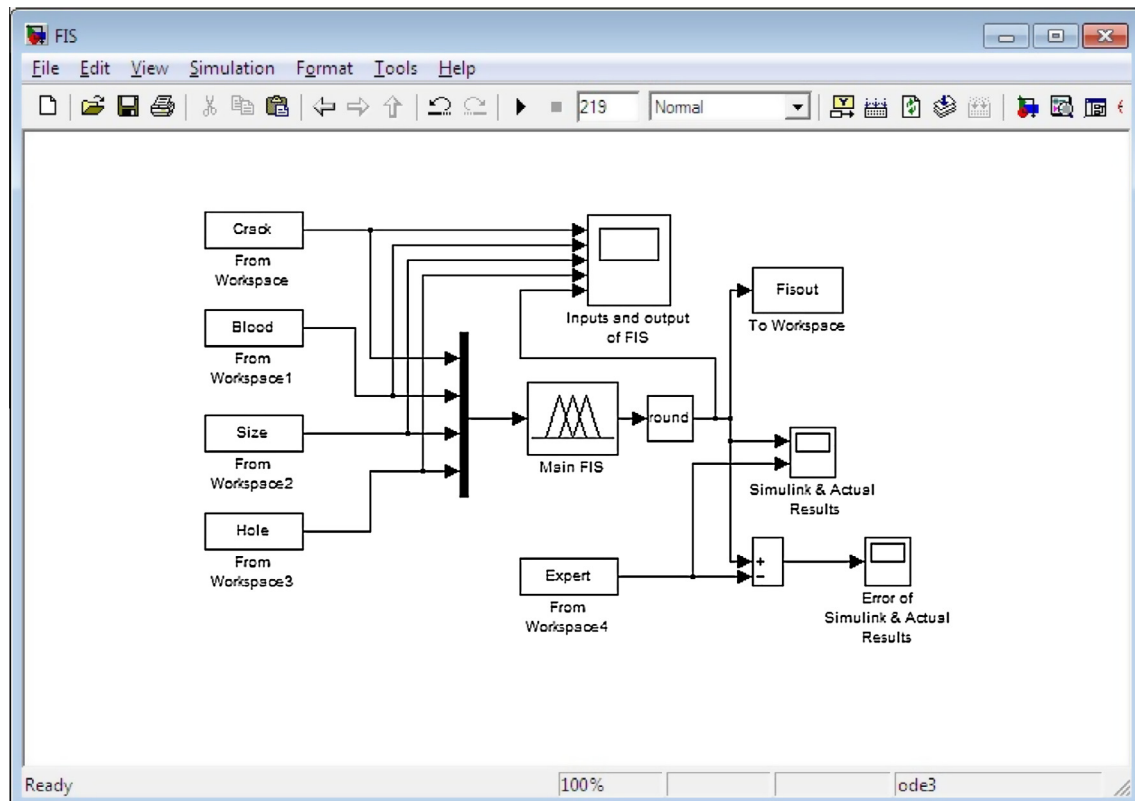 FIS
File Edit View Simulation Format Tools Help
219 Normal
Crack
From
Workspace
Inputs and output
of FIS
Fisout
To Workspace
Blood
From
Workspace1
Size
From
Workspace2
Main FIS
round
Simulink & Actual
Results
Hole
From
Workspace3
Expert
From
Workspace4
+
−
Error of
Simulink & Actual
Results
Ready 100% ode3